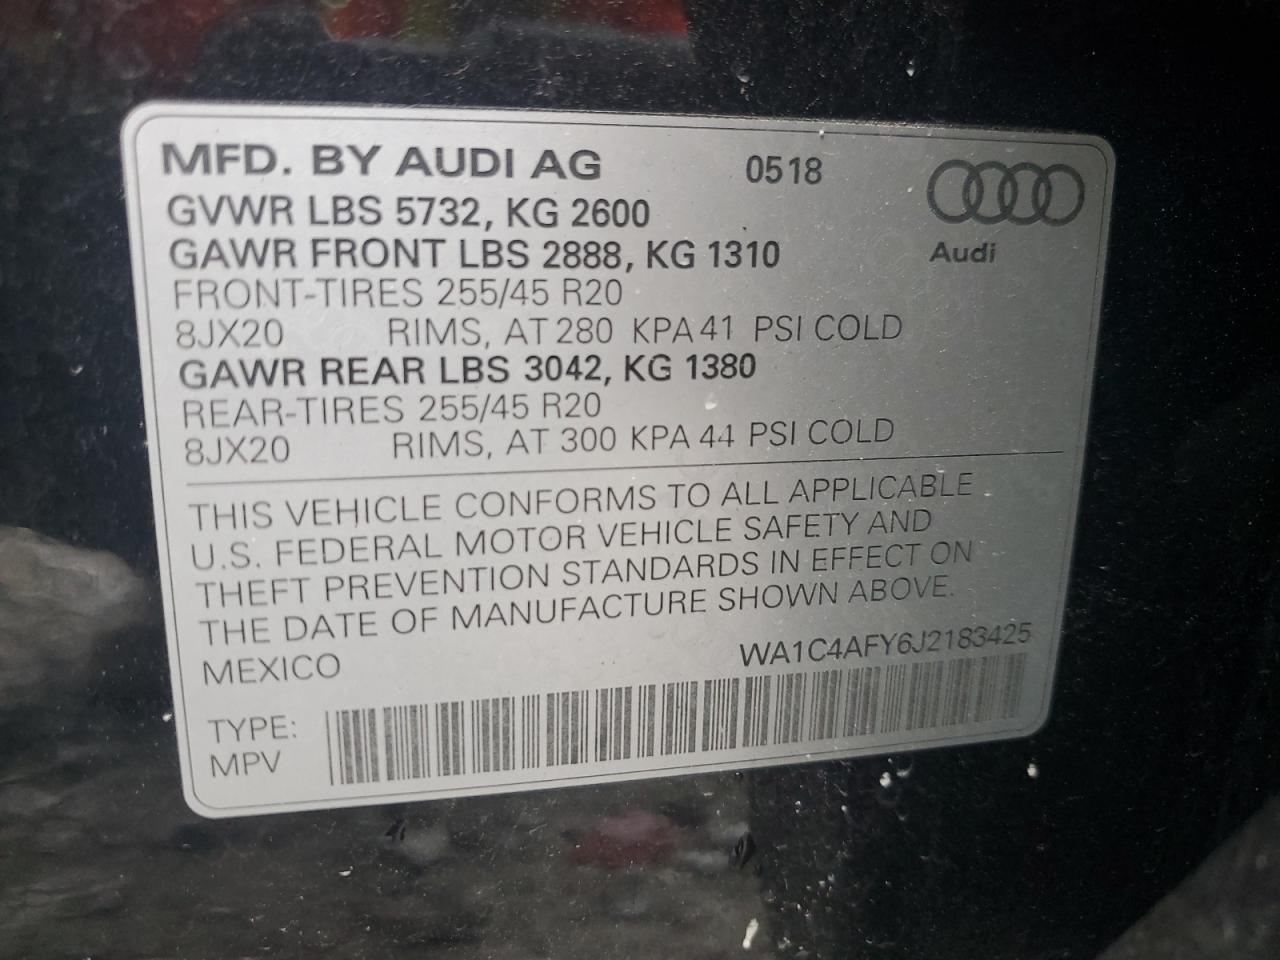 MFD. BY AUDI AG 0518
GVWR LBS 5732, KG 2600
GAWR FRONT LBS 2888, KG 1310
Audi
FRONT-TIRES 255/45 R20
8JX20 RIMS, AT 280 KPA 41 PSI COLD
GAWR REAR LBS 3042, KG 1380
REAR-TIRES 255/45 R20
8JX20 RIMS, AT 300 KPA 44 PSI COLD
THIS VEHICLE CONFORMS TO ALL APPLICABLE
U.S. FEDERAL MOTOR VEHICLE SAFETY AND
THEFT PREVENTION STANDARDS IN EFFECT ON
THE DATE OF MANUFACTURE SHOWN ABOVE.
MEXICO WA1C4AFY6J2183425
TYPE:
MPV